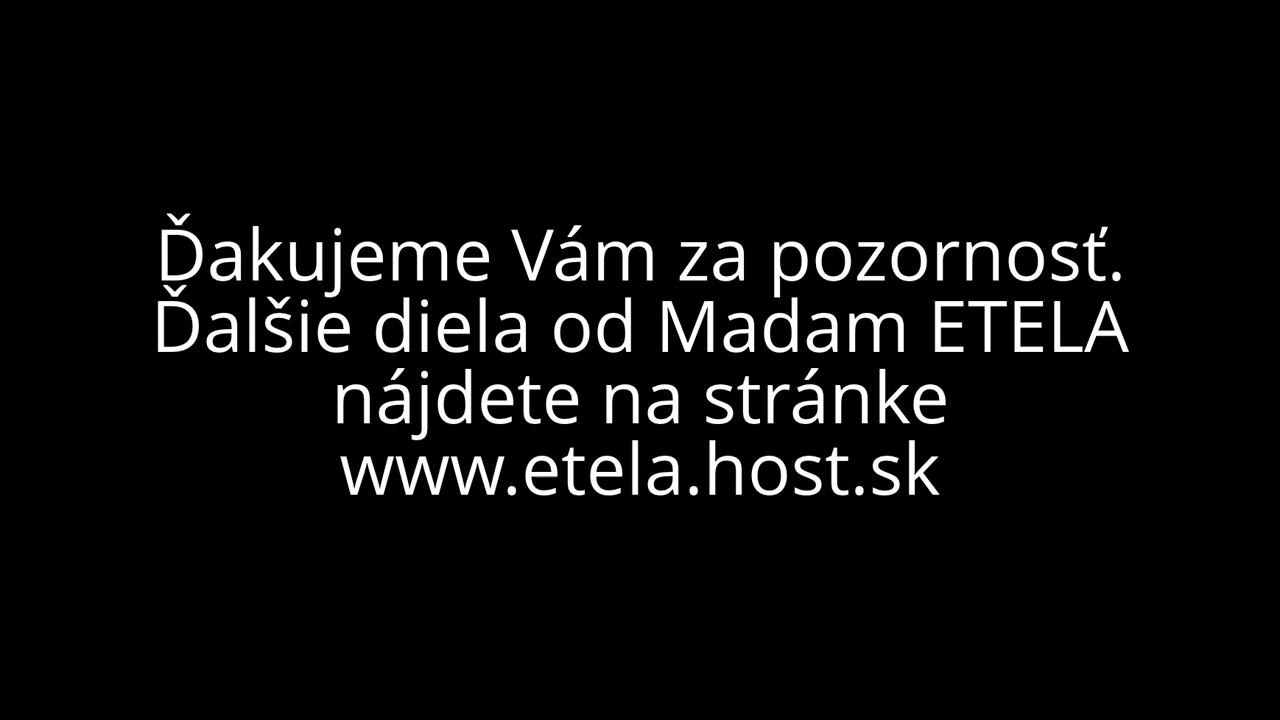 Ďakujeme Vám za pozornosť.
Ďalšie diela od Madam ETELA
nájdete na stránke
www.etela.host.sk